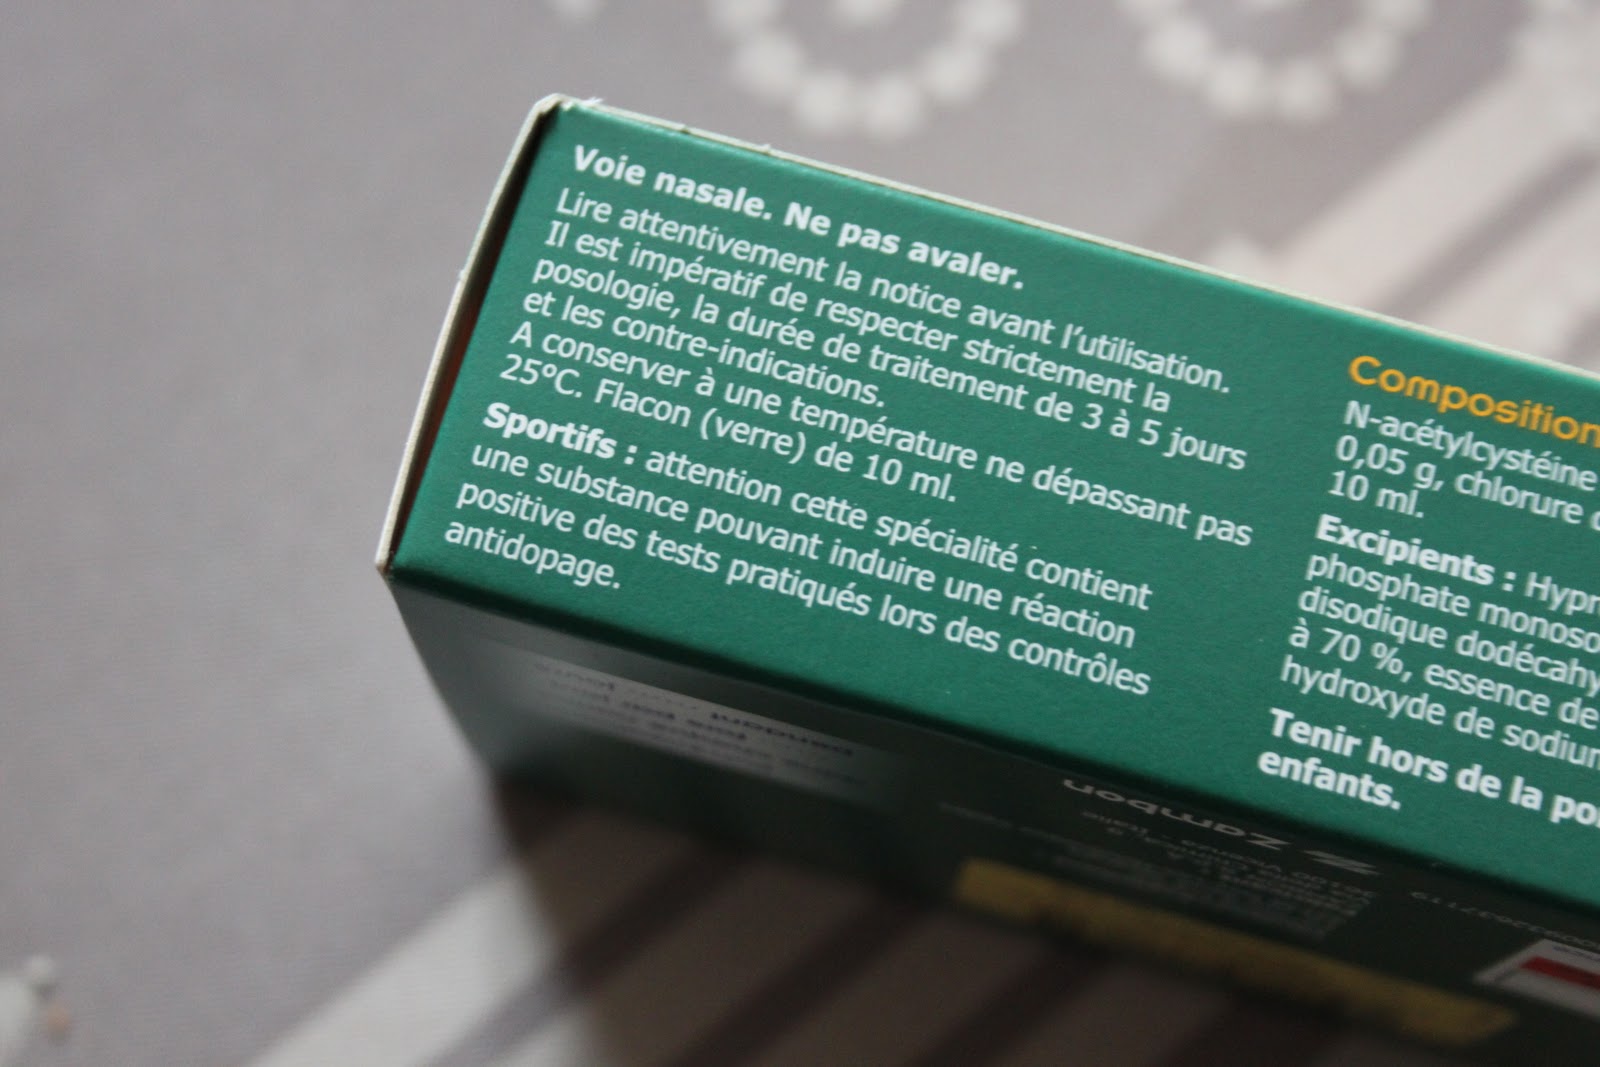 Voie nasale. Ne pas avaler.
Lire attentivement la notice avant l'utilisation.
Il est impératif de respecter strictement la
posologie, la durée de traitement de 3 à 5 jours
et les contre-indications.
A conserver à une température ne dépassant pas
25°C. Flacon (verre) de 10 ml.
Sportifs : attention cette spécialité contient
une substance pouvant induire une réaction
positive des tests pratiqués lors des contrôles
antidopage.
Composition
N-acétylcystéine
0,05 g, chlorure
10 ml.
Excipients :
phosphate
disodique
à 70 %, essence de
hydroxyde de
Tenir hors de la
enfants.
Zambon